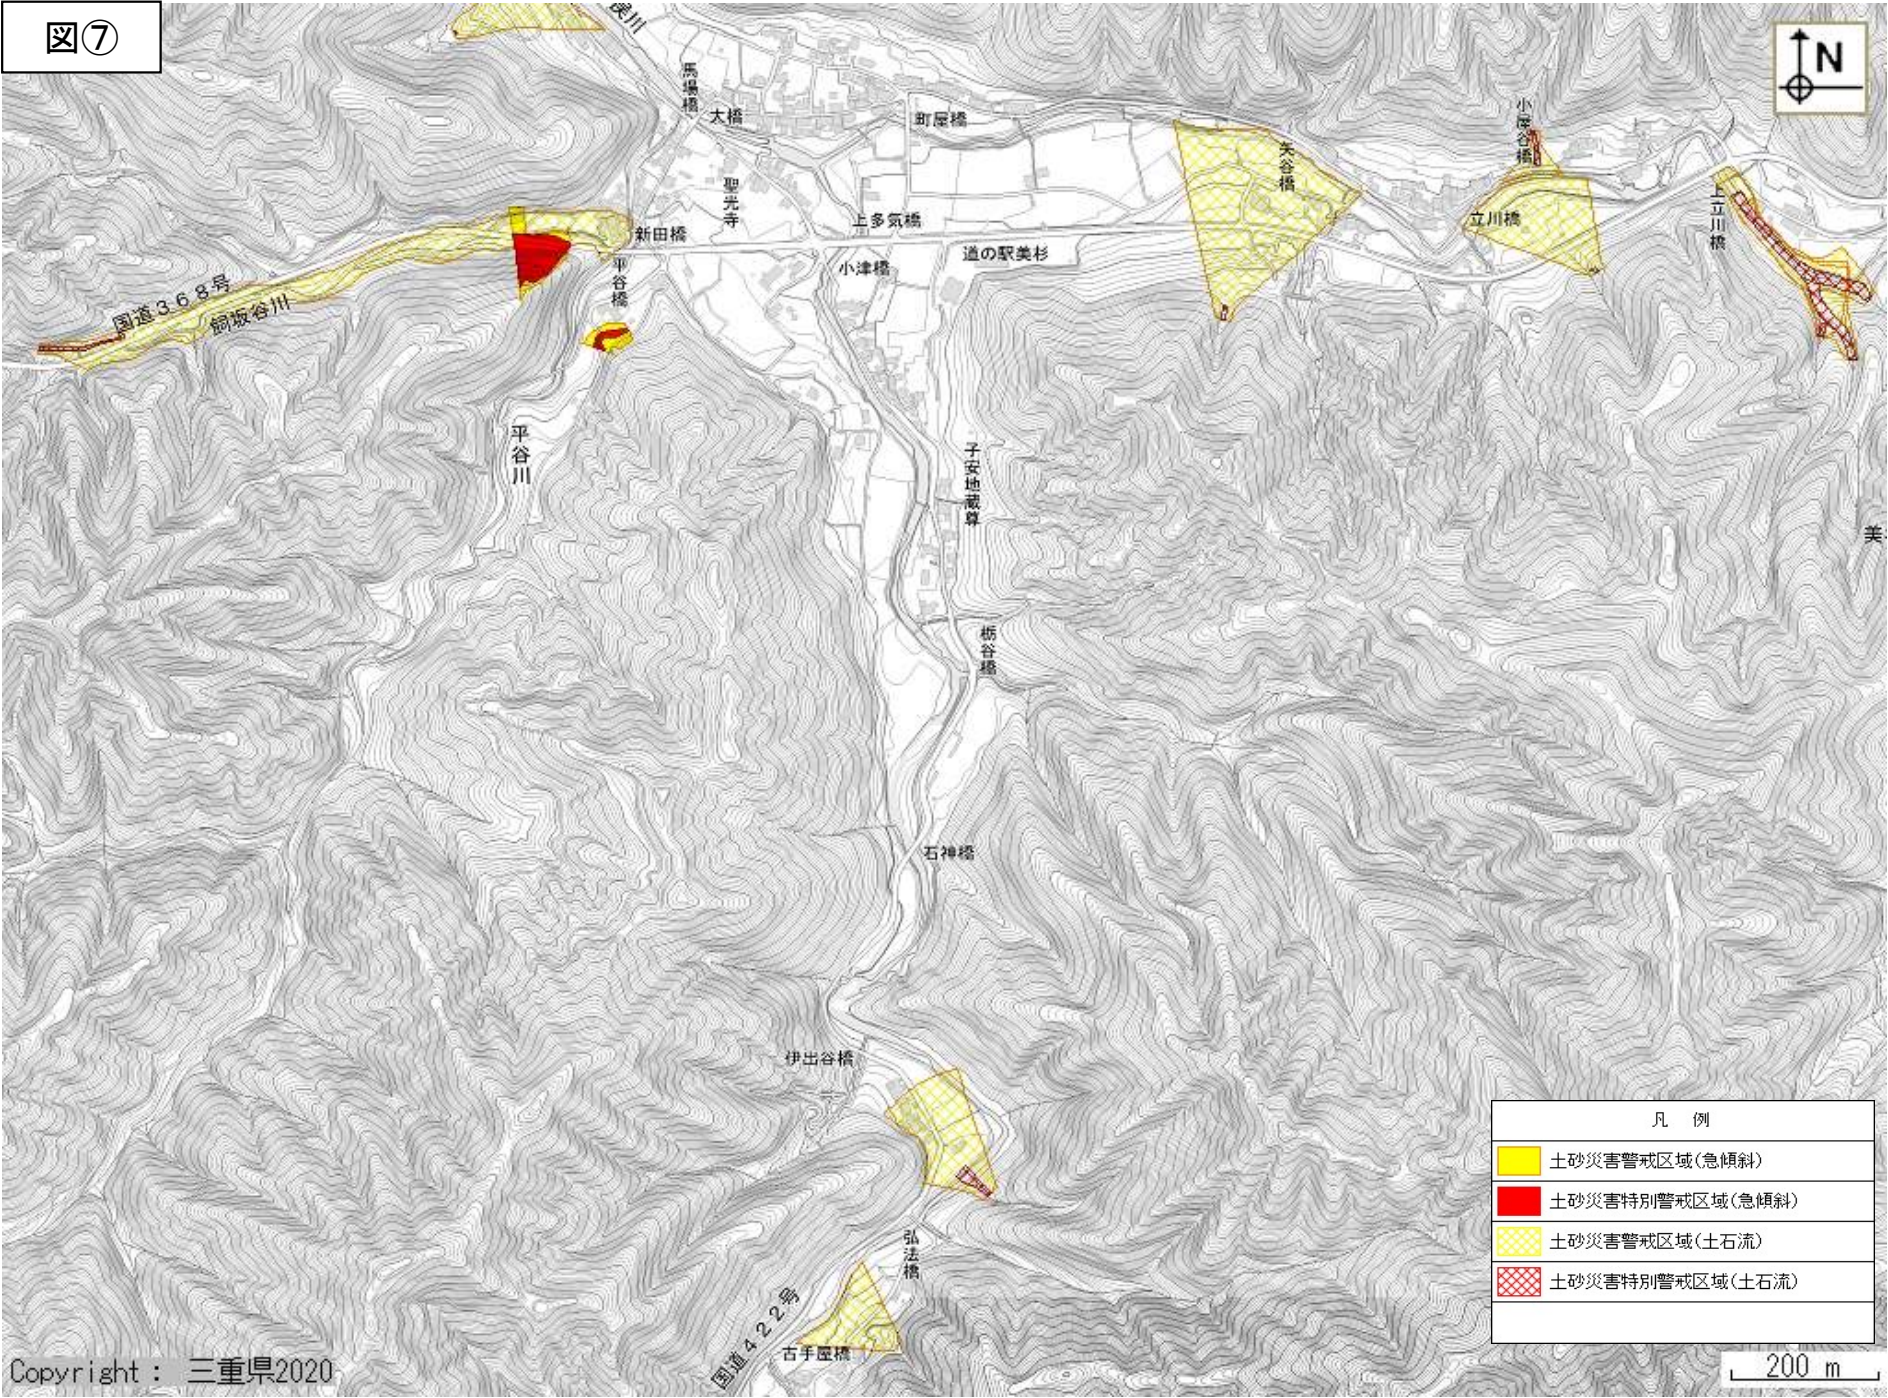 図⑦
俣川
N
馬場橋
大橋
町屋橋
小屋谷橋
矢谷橋
聖光寺
上多気橋
立川橋
上立川橋
新田橋
道の駅美杉
平谷橋
小津橋
国道368号
飼坂谷川
平谷川
子安地蔵尊
美
栃谷橋
石神橋
伊出谷橋
弘法橋
国道422号
古手屋橋
凡 例
土砂災害警戒区域(急傾斜)
土砂災害特別警戒区域(急傾斜)
土砂災害警戒区域(土石流)
土砂災害特別警戒区域(土石流)
Copyright： 三重県2020
200 m